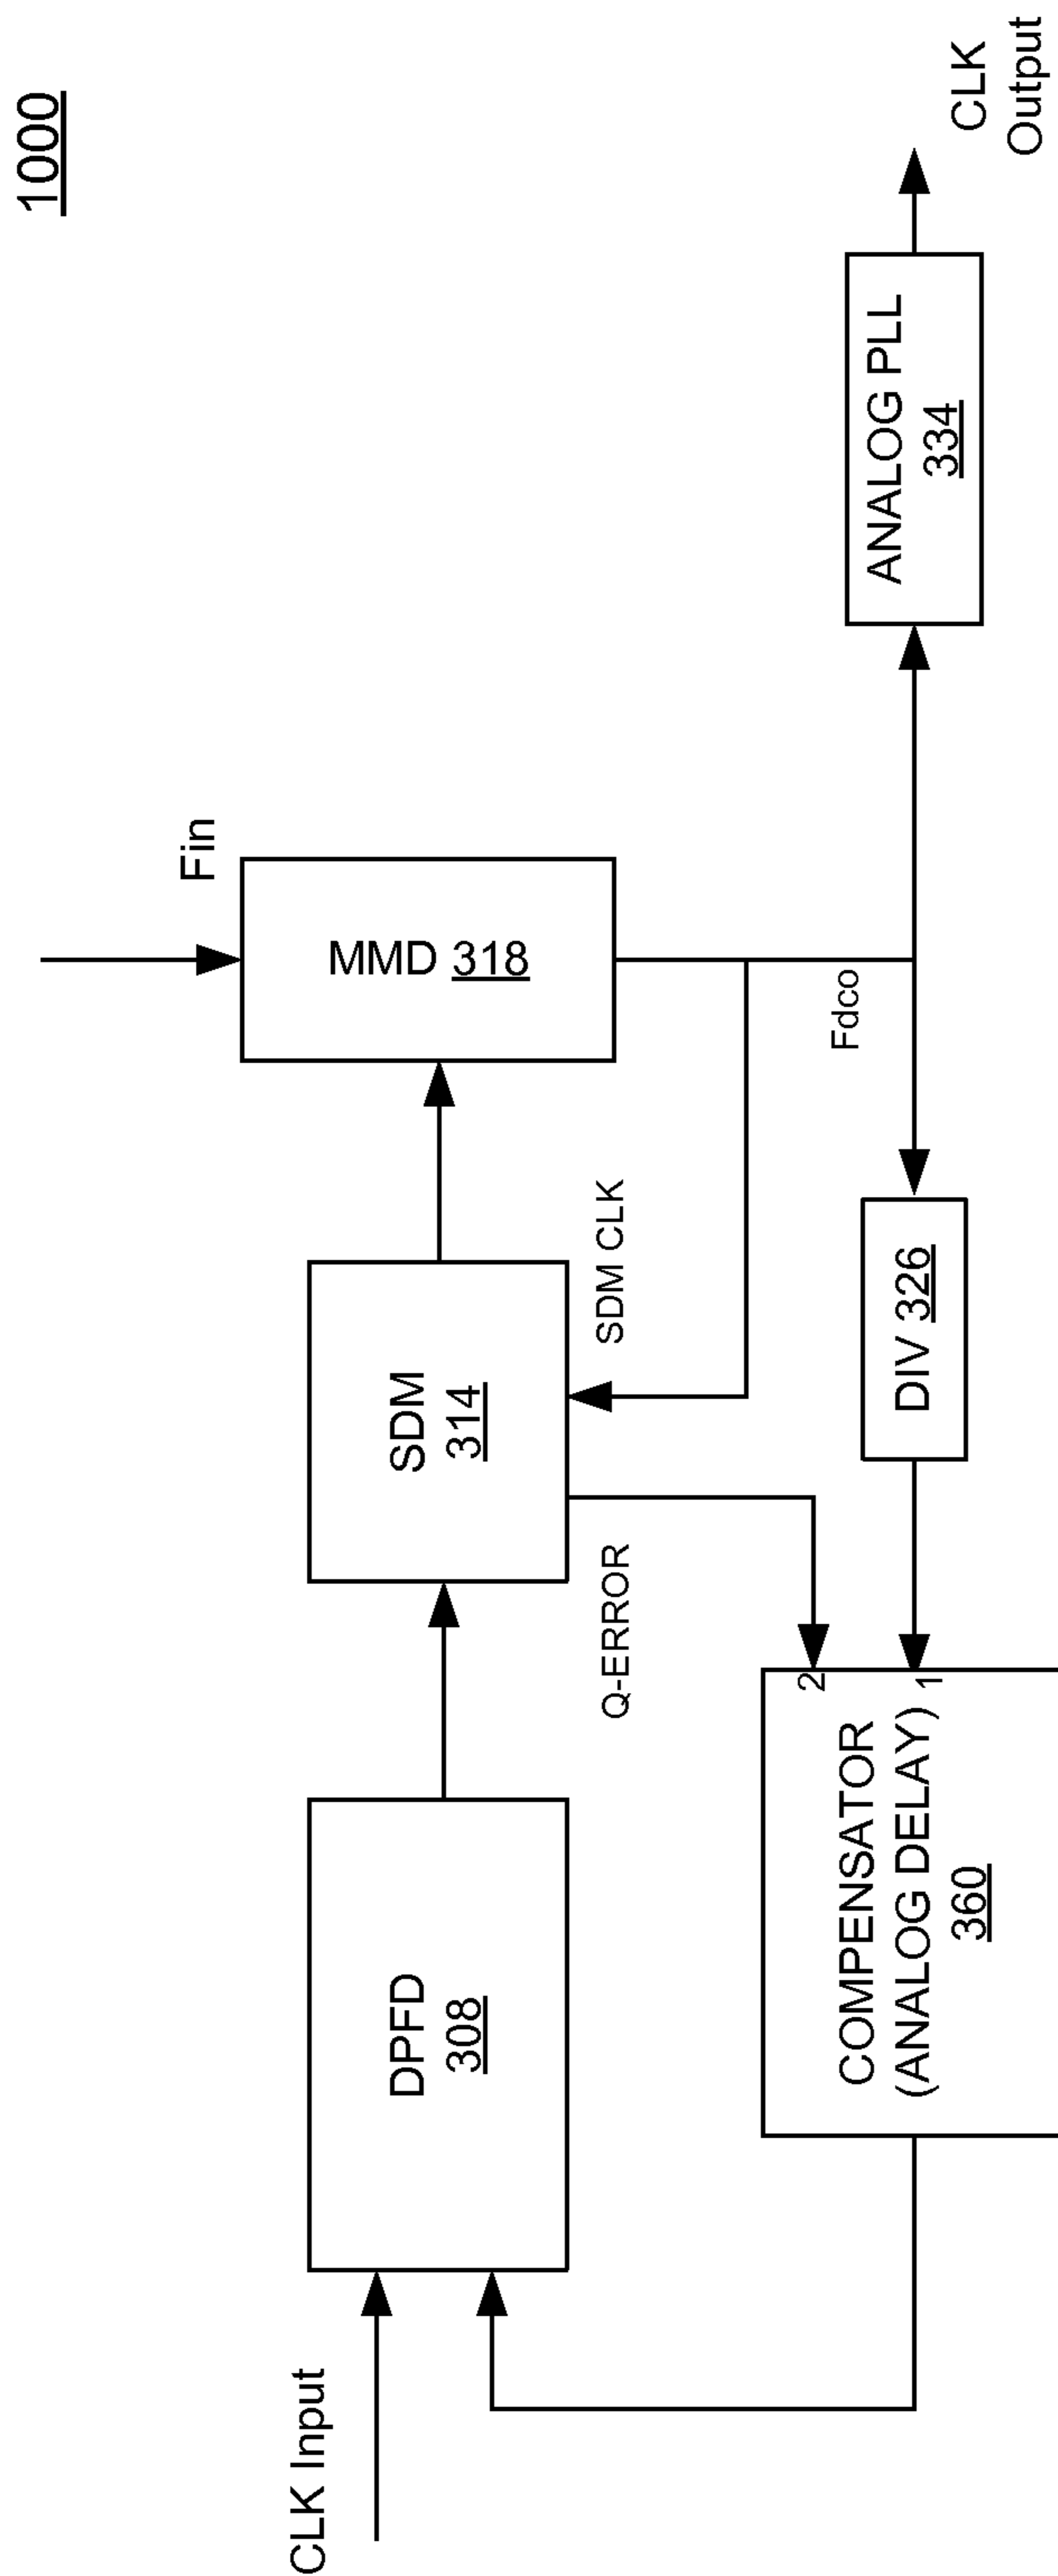 1000
Fin
MMD 318
SDM
314
DPFD
308
CLK Input
SDM CLK
Q-ERROR
Fdco
2
1
COMPENSATOR
(ANALOG DELAY)
360
DIV 326
ANALOG PLL
334
CLK
Output